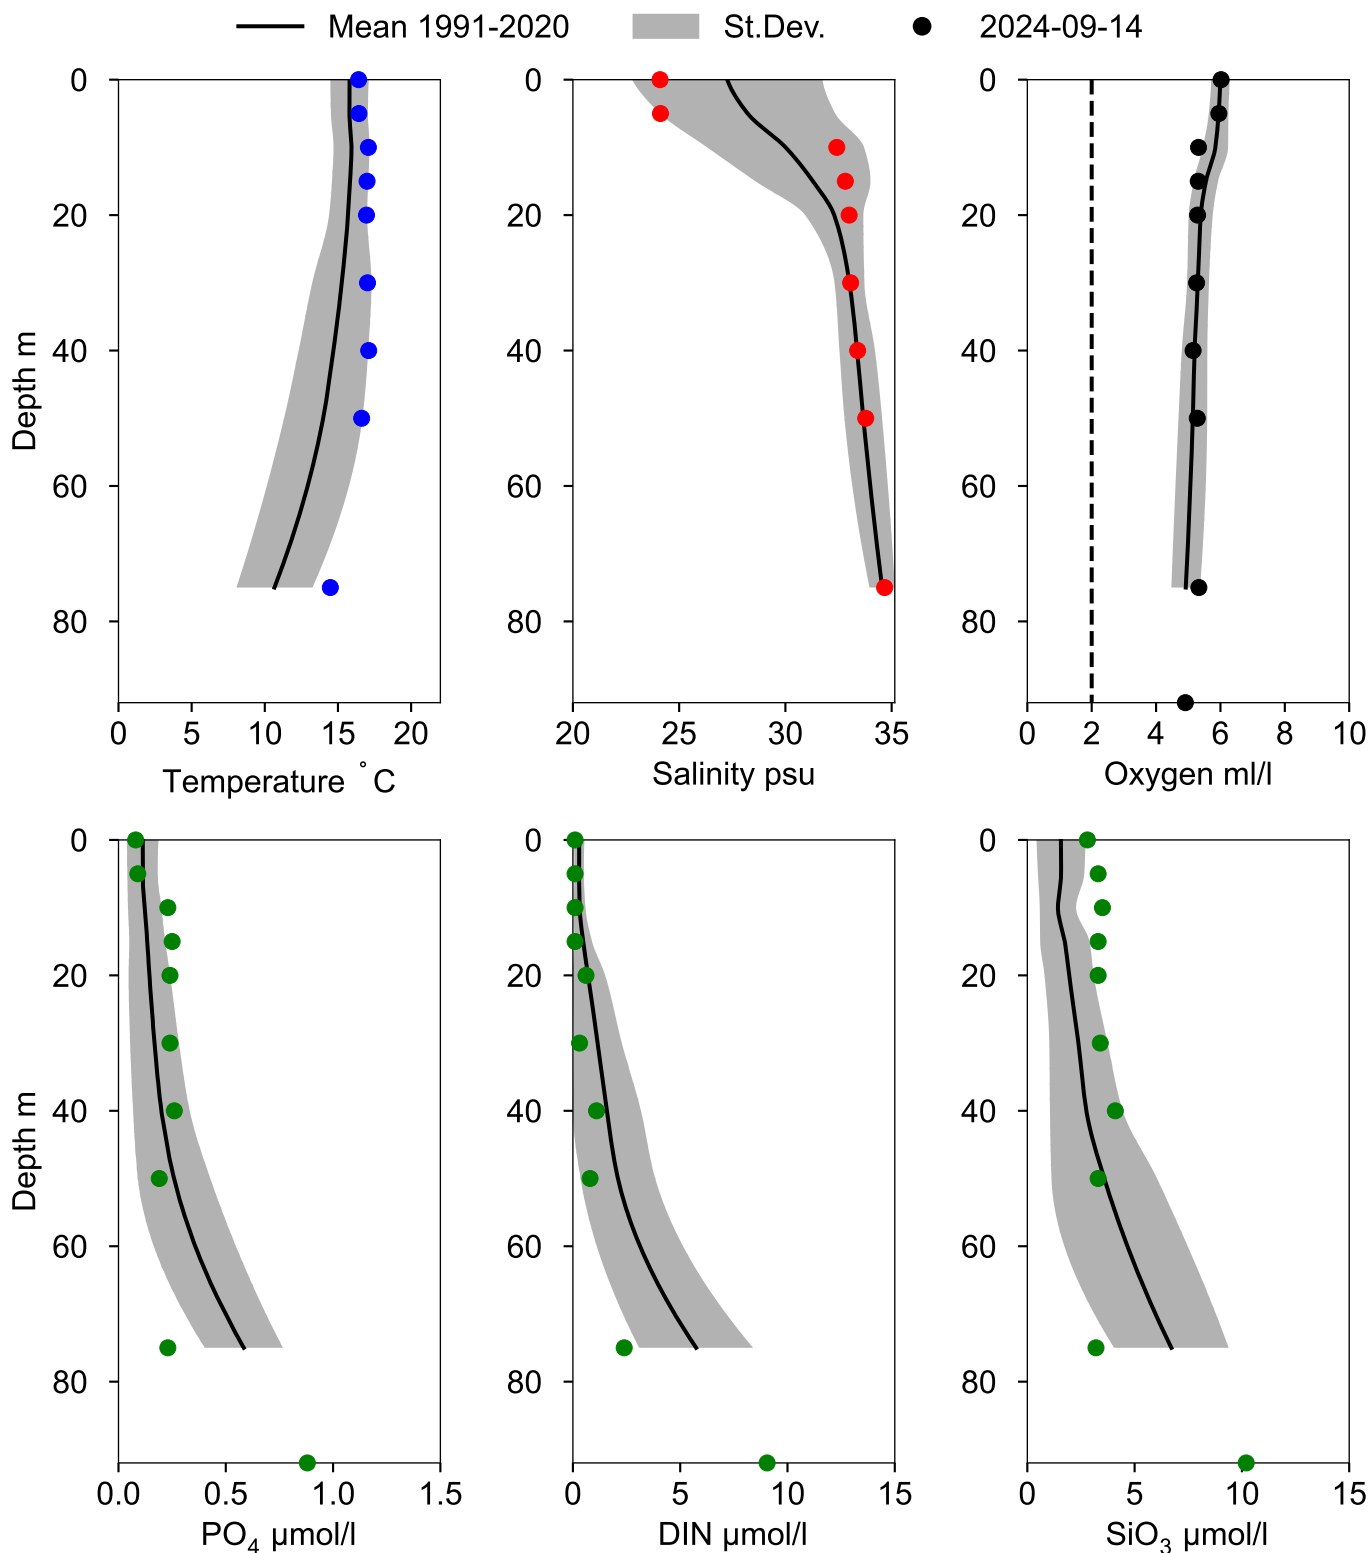 Mean 1991-2020 St.Dev. 2024-09-14
0 0 0
20 20 20
40 40 40
60 60 60
80 80 80
Depth m
0 5 10 15 20 20 25 30 35 0 2 4 6 8 10
Temperature °C Salinity psu Oxygen ml/l
0 0 0
20 20 20
40 40 40
60 60 60
80 80 80
Depth m
0.0 0.5 1.0 1.5 0 5 10 15 0 5 10 15
PO₄ µmol/l DIN µmol/l SiO₃ µmol/l